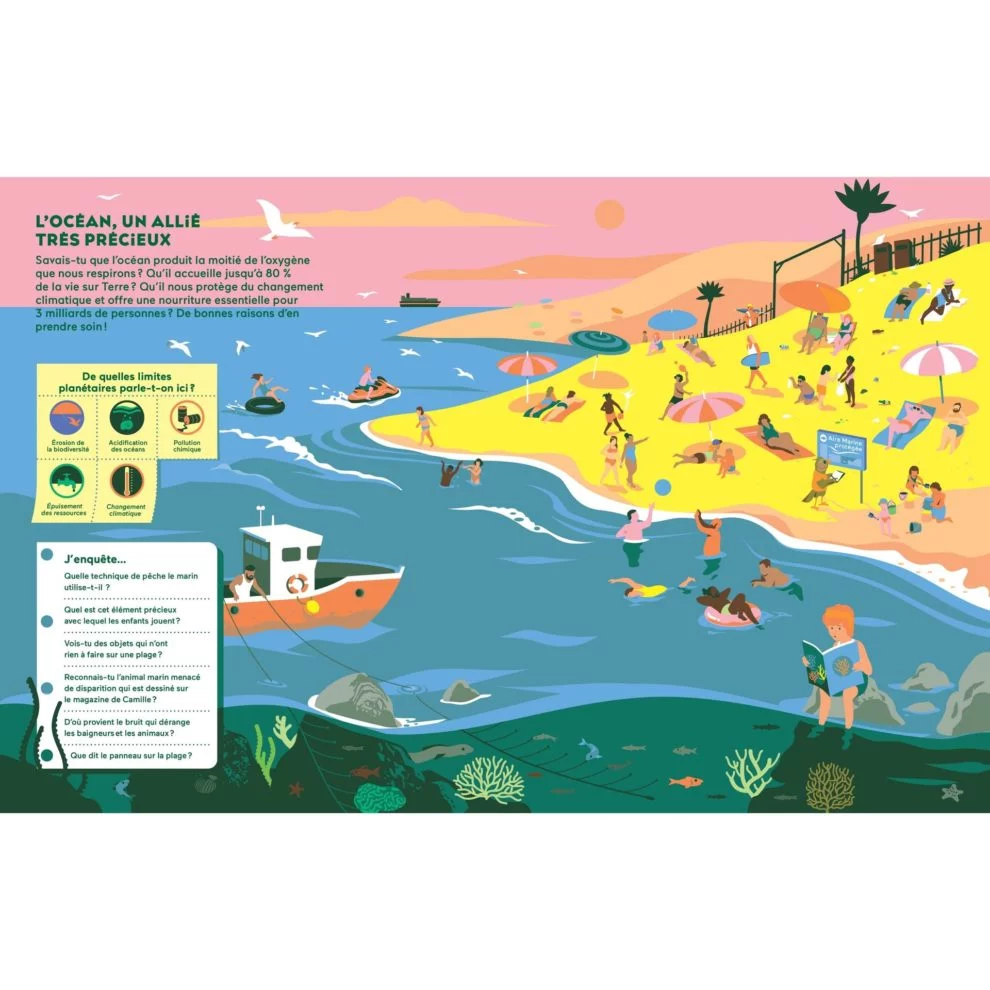 L'OCÉAN, UN ALLIÉ
TRÈS PRÉCIEUX
Savais-tu que l'océan produit la moitié de l'oxygène
que nous respirons ? Qu'il accueille jusqu'à 80 %
de la vie sur Terre ? Qu'il nous protège du changement
climatique et offre une nourriture essentielle pour
3 milliards de personnes ? De bonnes raisons d'en
prendre soin !
De quelles limites
planétaires parle-t-on ici ?
Érosion de
la biodiversité
Acidification
des océans
Pollution
chimique
Épuisement
des ressources
Changement
climatique
J'enquête...
Quelle technique de pêche le marin
utilise-t-il ?
Quel est cet élément précieux
avec lequel les enfants jouent ?
Vois-tu des objets qui n'ont
rien à faire sur une plage ?
Reconnais-tu l'animal marin menacé
de disparition qui est dessiné sur
le magazine de Camille ?
D'où provient le bruit qui dérange
les baigneurs et les animaux ?
Que dit le panneau sur la plage ?
Aire Marine
protégée